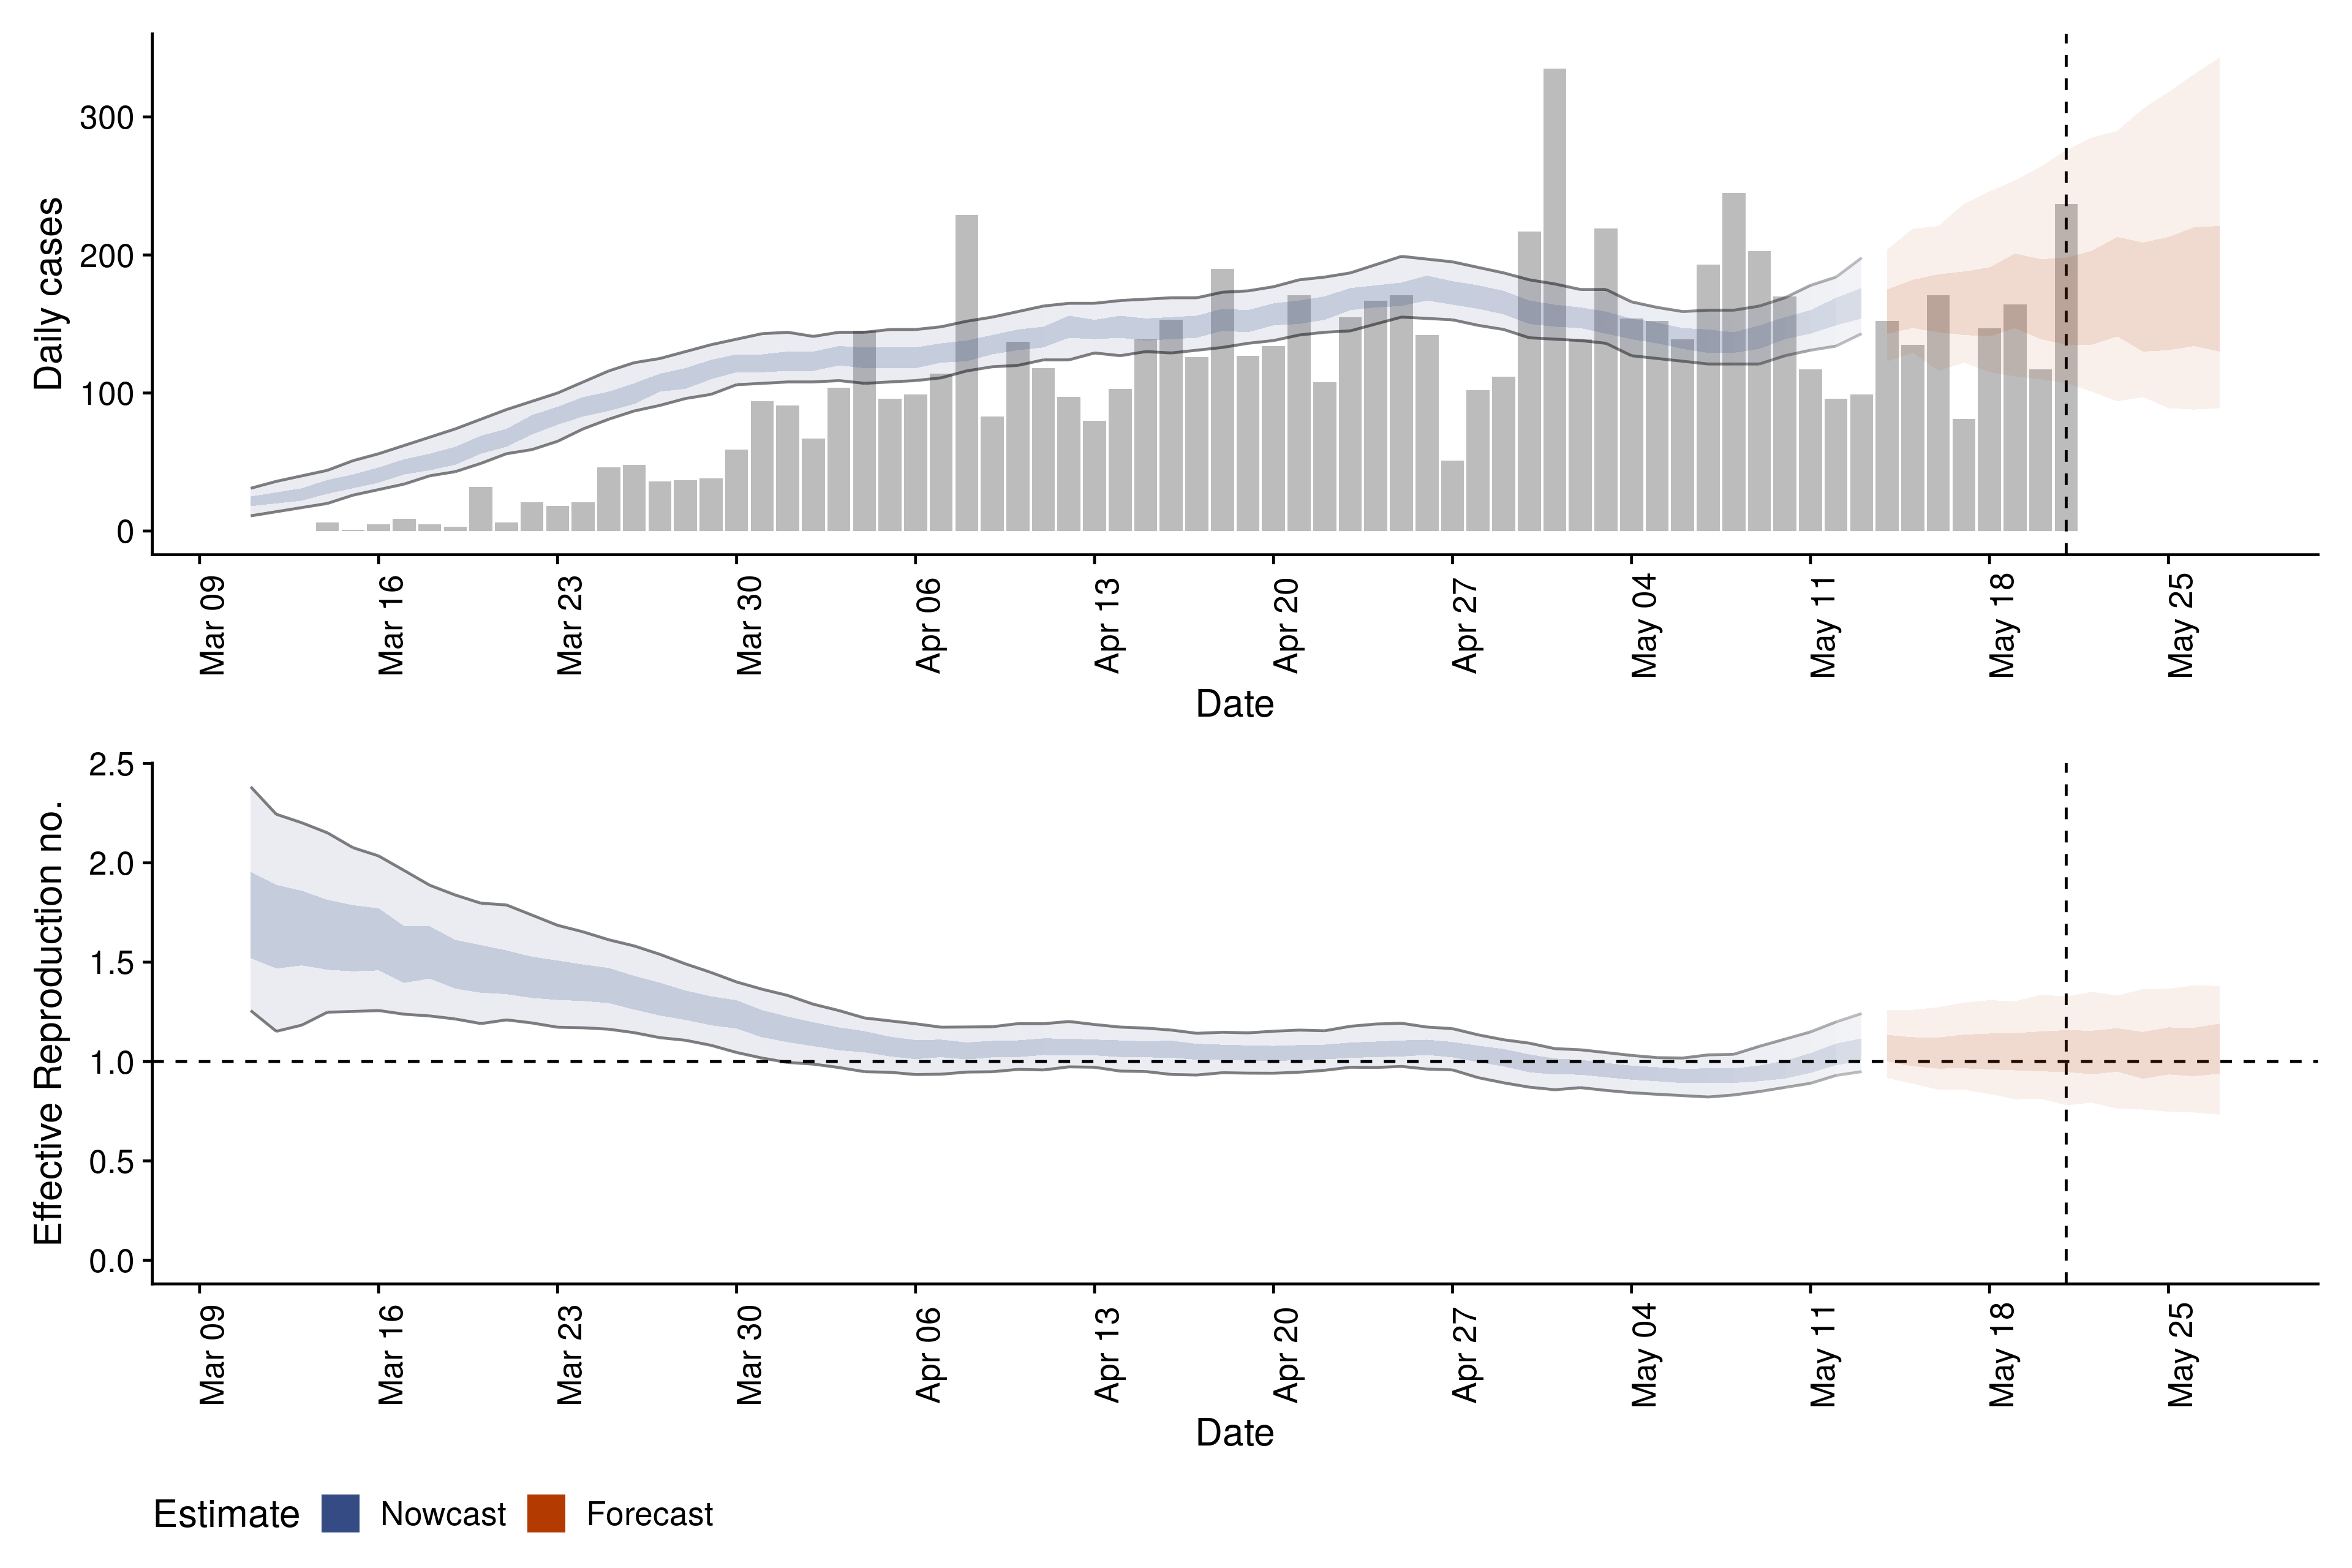 Daily cases
300
200
100
0
Mar 09 Mar 16 Mar 23 Mar 30 Apr 06 Apr 13 Apr 20 Apr 27 May 04 May 11 May 18 May 25
Date
Effective Reproduction no.
2.5
2.0
1.5
1.0
0.5
0.0
Mar 09 Mar 16 Mar 23 Mar 30 Apr 06 Apr 13 Apr 20 Apr 27 May 04 May 11 May 18 May 25
Date
Estimate Nowcast Forecast